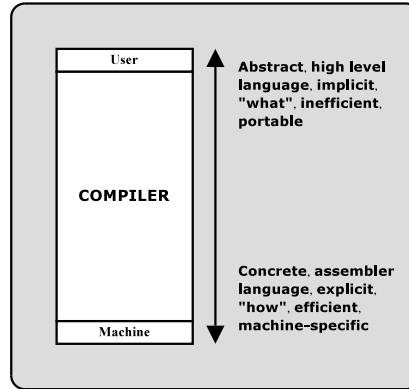 User
Abstract, high level
language, implicit,
"what", inefficient,
portable
COMPILER
Concrete, assembler
language, explicit,
"how", efficient,
machine-specific
Machine